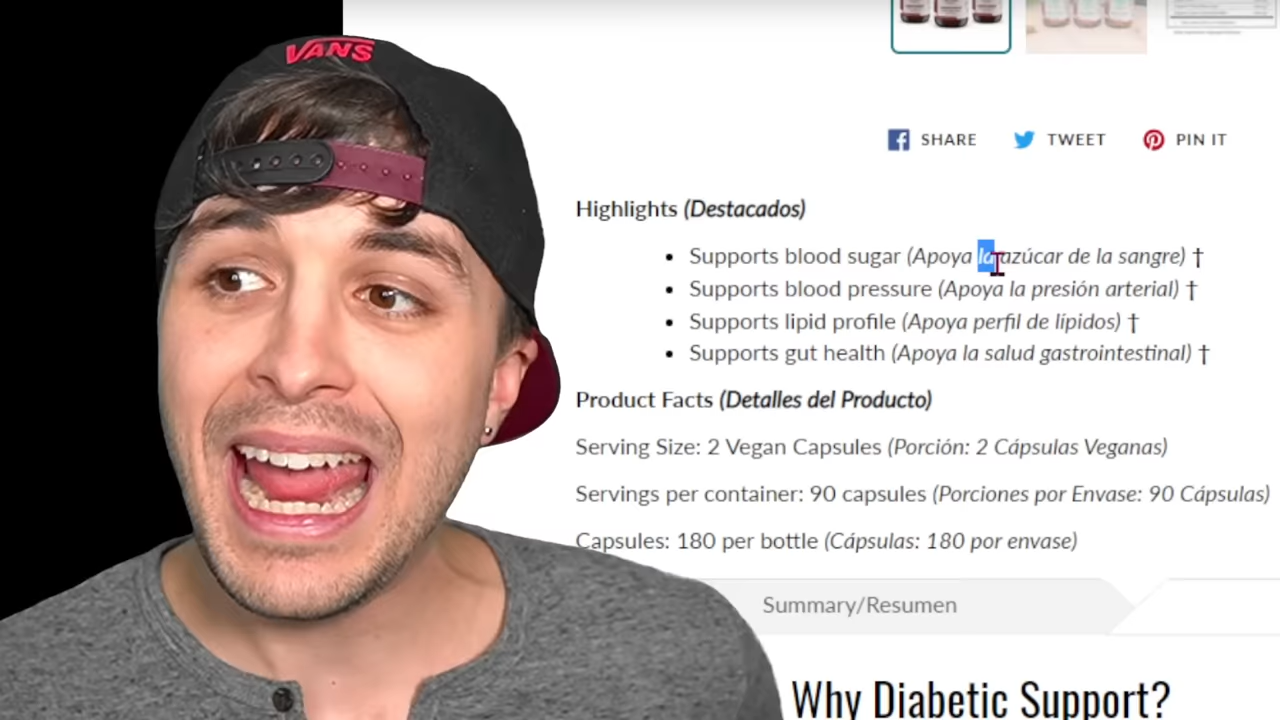 VANS
SHARE TWEET PIN IT
Highlights (Destacados)
• Supports blood sugar (Apoya la azúcar de la sangre) †
• Supports blood pressure (Apoya la presión arterial) †
• Supports lipid profile (Apoya perfil de lípidos) †
• Supports gut health (Apoya la salud gastrointestinal) †
Product Facts (Detalles del Producto)
Serving Size: 2 Vegan Capsules (Porción: 2 Cápsulas Veganas)
Servings per container: 90 capsules (Porciones por Envase: 90 Cápsulas)
Capsules: 180 per bottle (Cápsulas: 180 por envase)
Summary/Resumen
Why Diabetic Support?